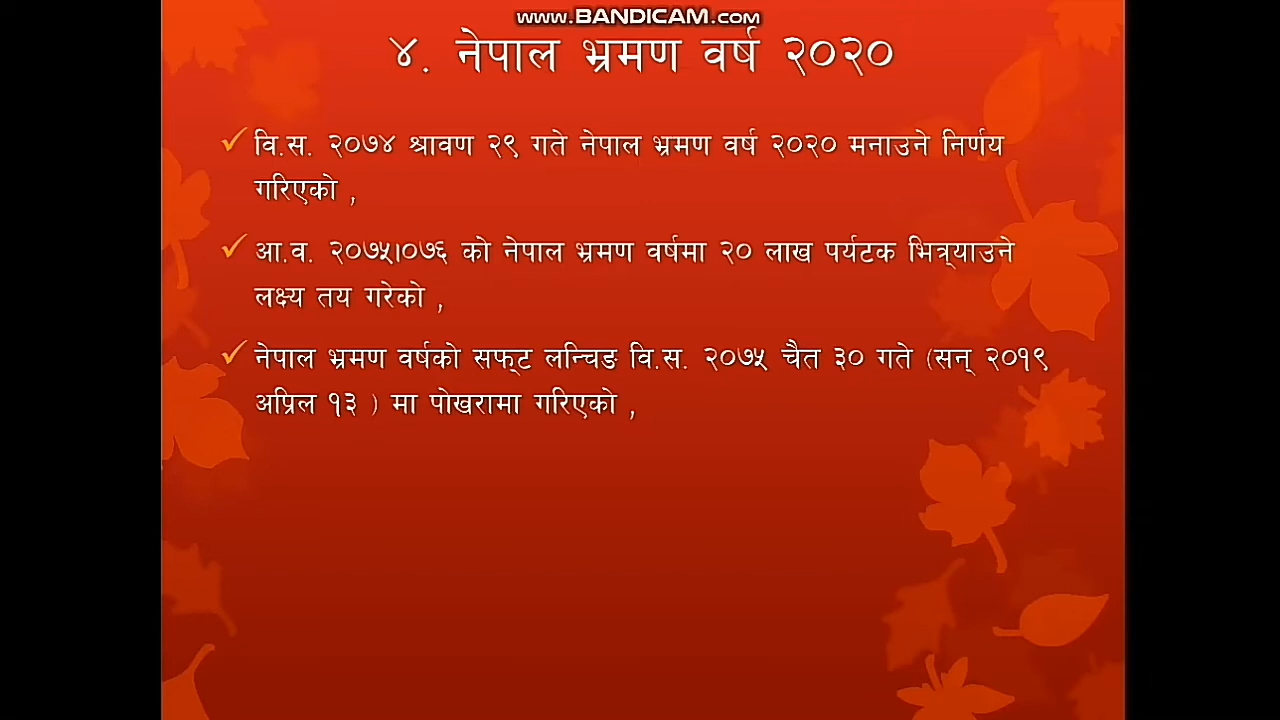 www.BANDICAM.com
४. नेपाल भ्रमण वर्ष २०२०
वि.स. २०७४ श्रावण २९ गते नेपाल भ्रमण वर्ष २०२० मनाउने निर्णय
गरिएको ,
आ.व. २०७५।०७६ को नेपाल भ्रमण वर्षमा २० लाख पर्यटक भित्र्याउने
लक्ष्य तय गरेको ,
नेपाल भ्रमण वर्षको सफ्ट लन्चिङ वि.स. २०७५ चैत ३० गते (सन् २०१९
अप्रिल १३ ) मा पोखरामा गरिएको ,